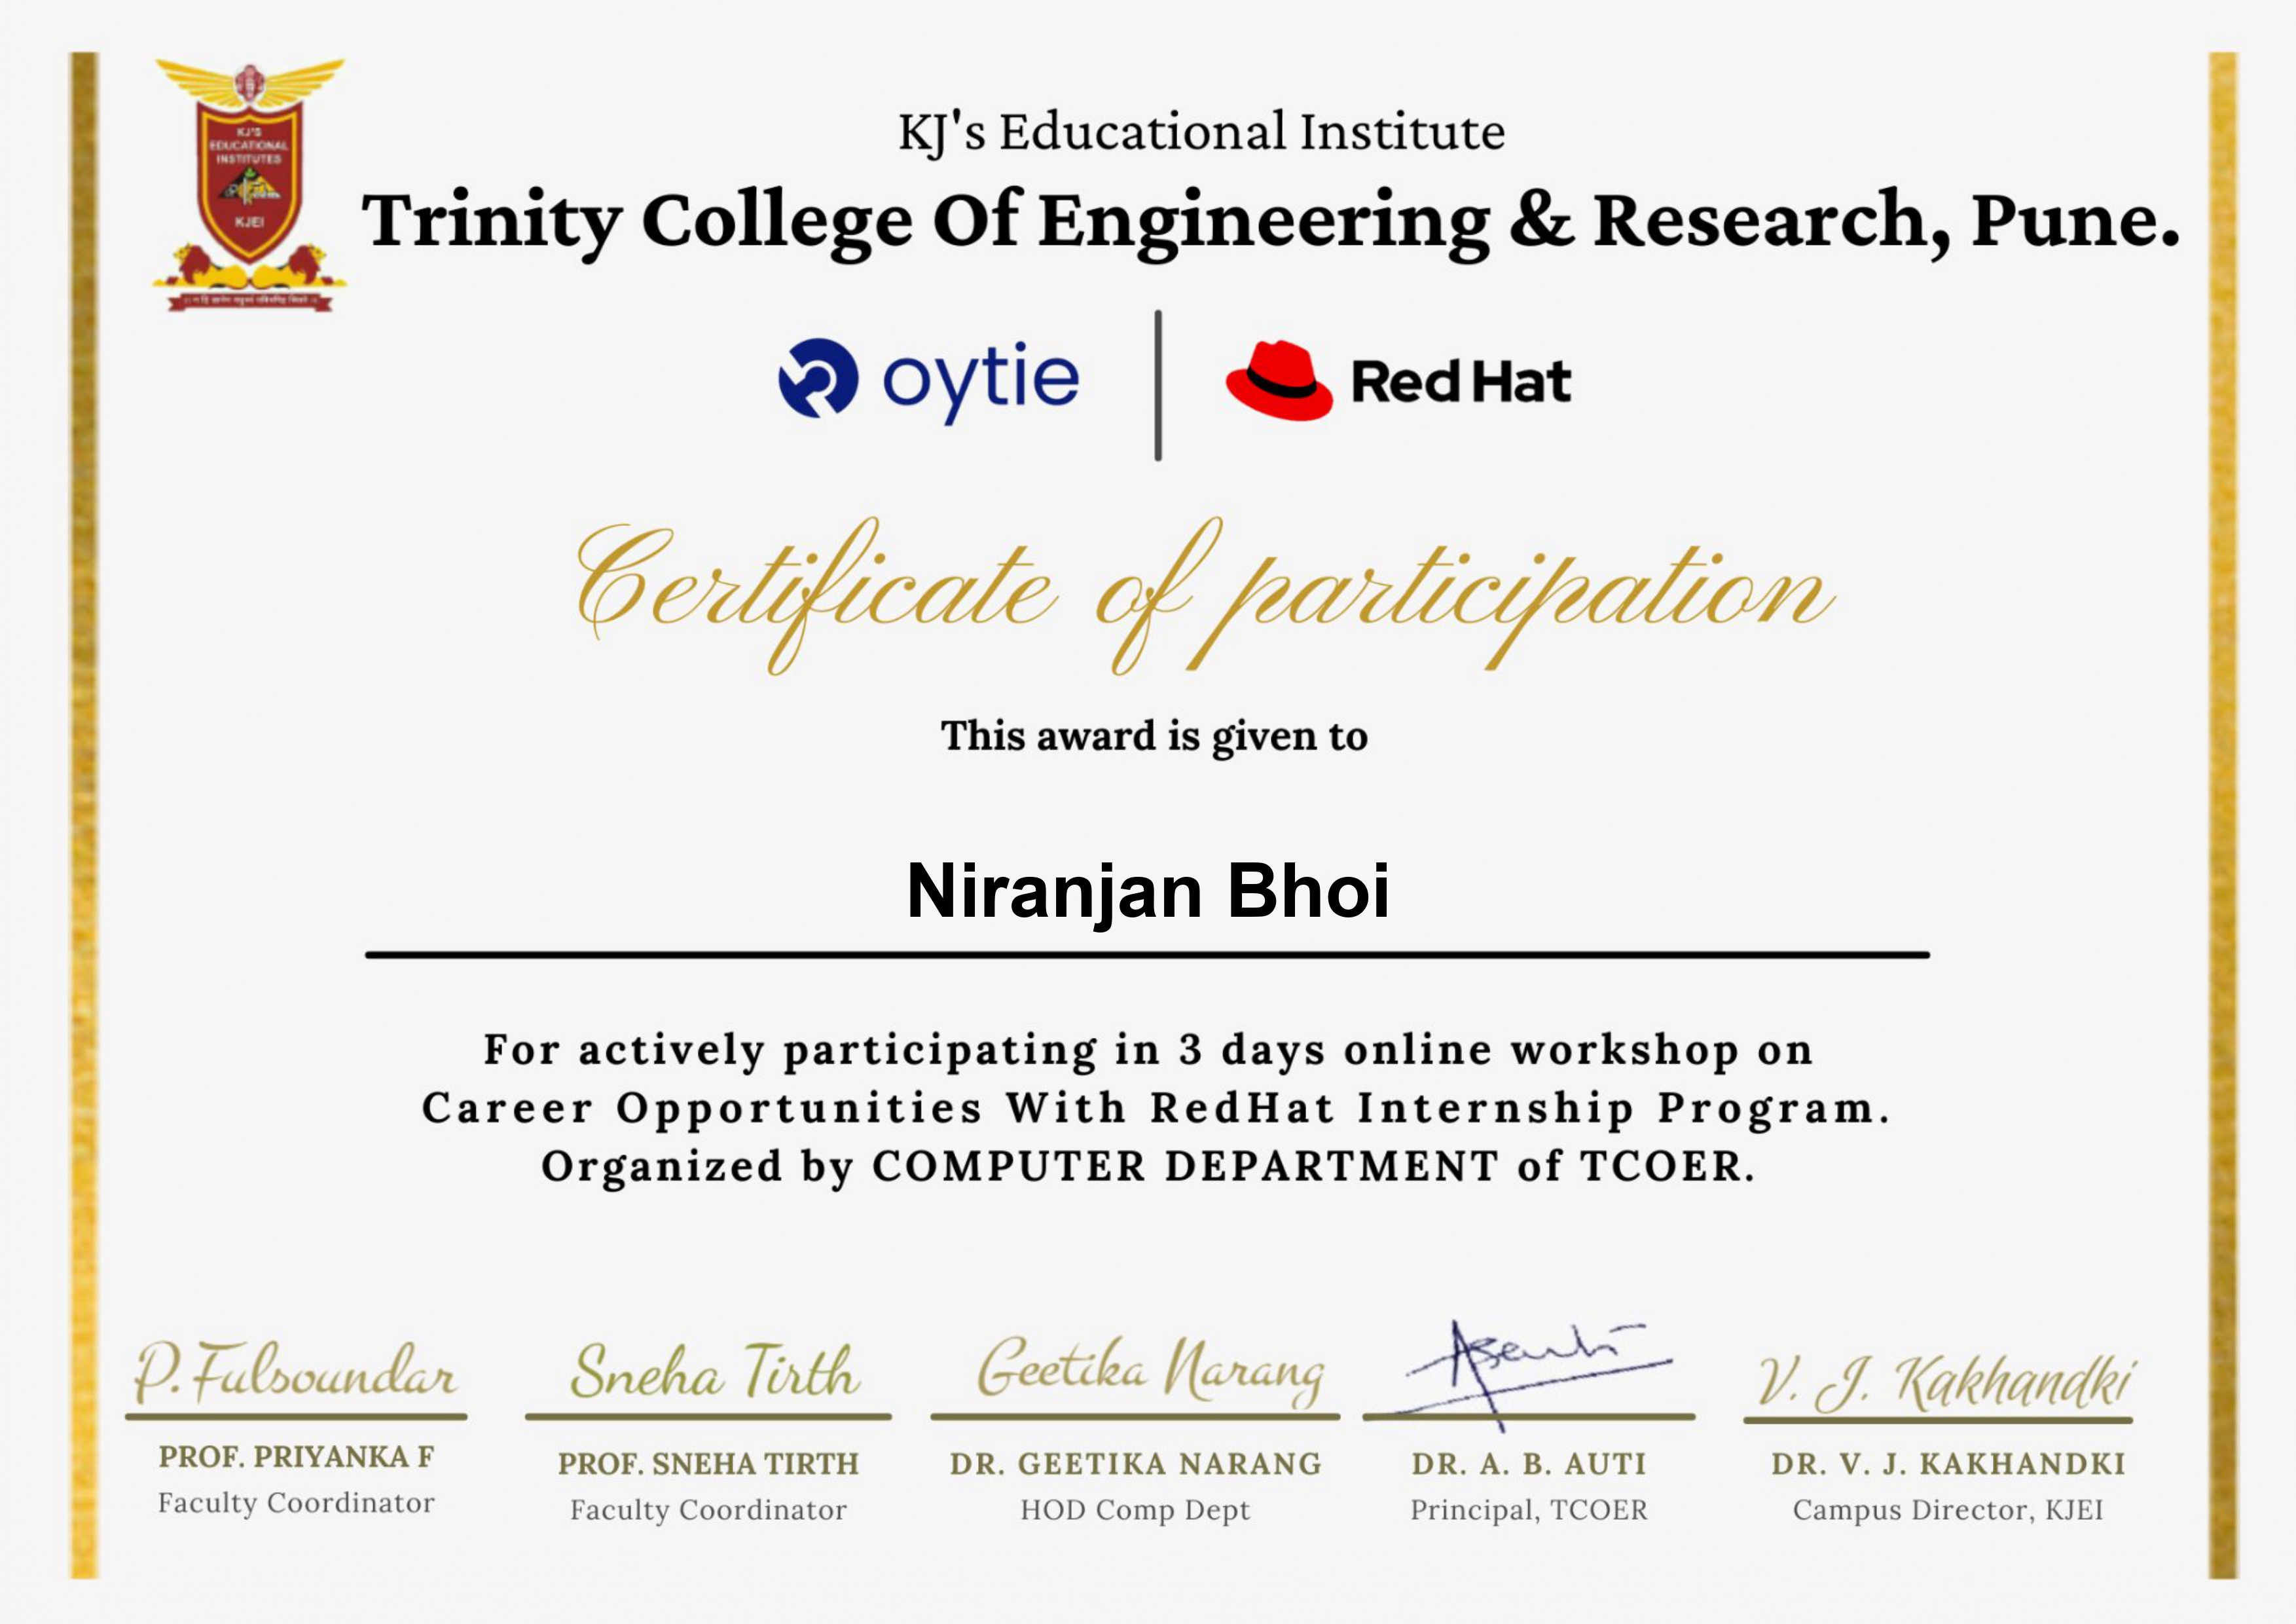 KJ'S
EDUCATIONAL
INSTITUTES
KJEI
KJ's Educational Institute
Trinity College Of Engineering & Research, Pune.
oytie
Red Hat
Certificate of participation
This award is given to
Niranjan Bhoi
For actively participating in 3 days online workshop on
Career Opportunities With RedHat Internship Program.
Organized by COMPUTER DEPARTMENT of TCOER.
P. Fulsoundar Sneha Tirth Geetika Narang V. J. Kakhandki
PROF. PRIYANKA F PROF. SNEHA TIRTH DR. GEETIKA NARANG DR. A. B. AUTI DR. V. J. KAKHANDKI
Faculty Coordinator Faculty Coordinator HOD Comp Dept Principal, TCOER Campus Director, KJEI